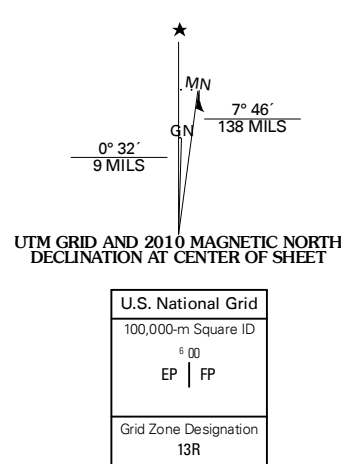 ★
MN
7° 46´
138 MILS
GN
0° 32´
9 MILS
UTM GRID AND 2010 MAGNETIC NORTH
DECLINATION AT CENTER OF SHEET
U.S. National Grid
100,000-m Square ID
6 00
EP | FP
Grid Zone Designation
13R